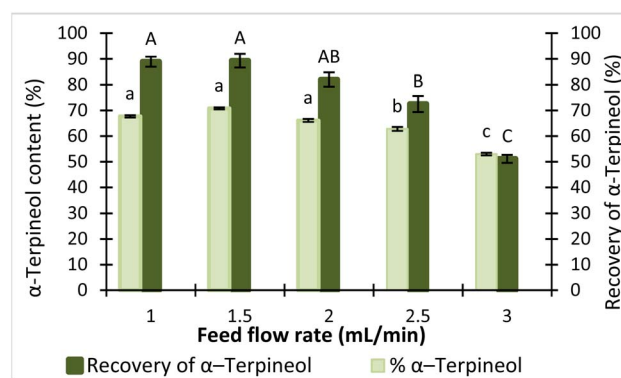 α-Terpineol content (%)
100
90
80
70
60
50
40
30
20
10
0
a
A
a
A
a
AB
b
B
c
C
100
90
80
70
60
50
40
30
20
10
0
Recovery of α-Terpineol (%)
1 1.5 2 2.5 3
Feed flow rate (mL/min)
Recovery of α–Terpineol % α–Terpineol